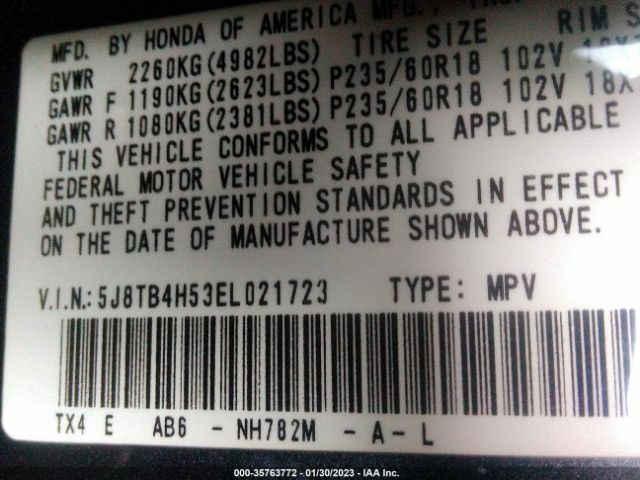 MFD. BY HONDA OF AMERICA MFG., INC.
GVWR 2260KG(4982LBS) TIRE SIZE RIM S
GAWR F 1190KG(2623LBS) P235/60R18 102V
GAWR R 1080KG(2381LBS) P235/60R18 102V 18X
THIS VEHICLE CONFORMS TO ALL APPLICABLE
FEDERAL MOTOR VEHICLE SAFETY
AND THEFT PREVENTION STANDARDS IN EFFECT
ON THE DATE OF MANUFACTURE SHOWN ABOVE.
V.I.N.: 5J8TB4H53EL021723 TYPE: MPV
TX4 E AB6 - NH782M - A - L
000-35763772 - 01/30/2023 - IAA Inc.